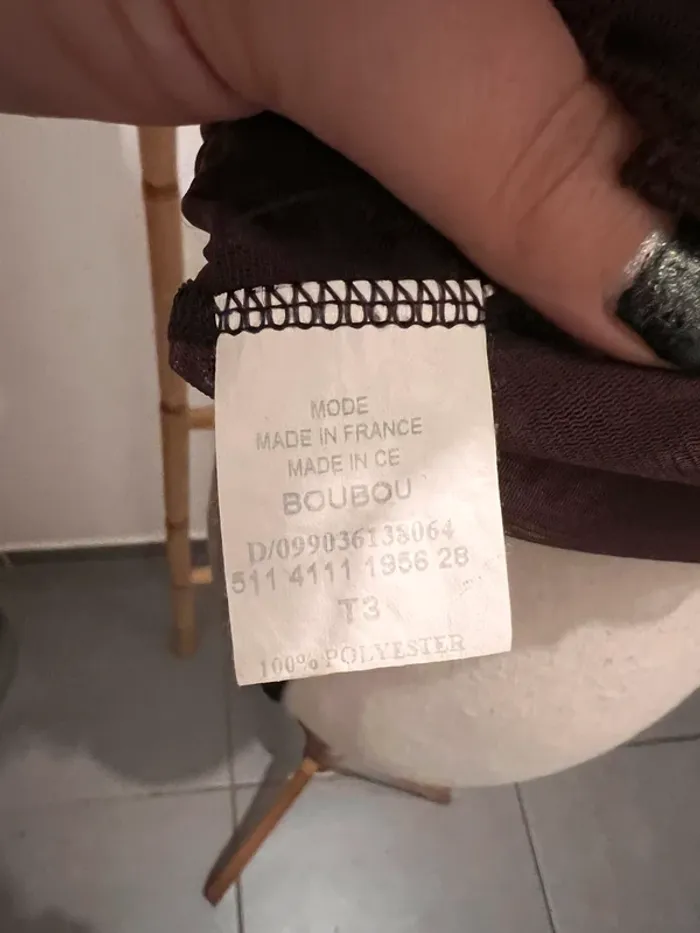 MODE
MADE IN FRANCE
MADE IN CE
BOUBOU
D/099036138064
511 4111 1956 28
T3
100% POLYESTER